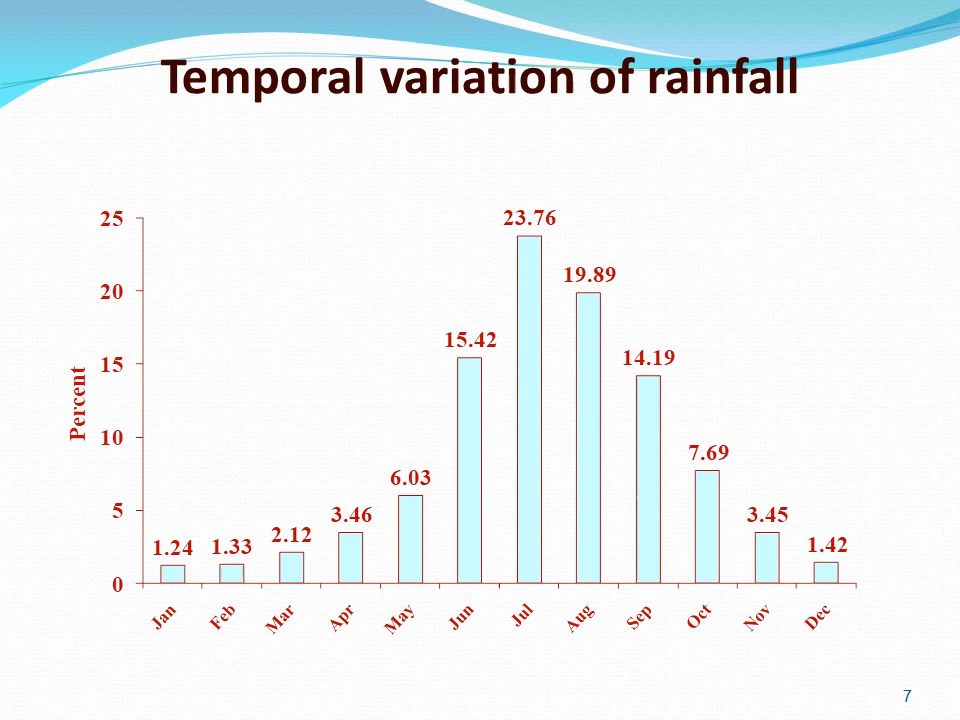 Temporal variation of rainfall
25
20
15
10
5
0
Percent
1.24
1.33
2.12
3.46
6.03
15.42
23.76
19.89
14.19
7.69
3.45
1.42
Jan
Feb
Mar
Apr
May
Jun
Jul
Aug
Sep
Oct
Nov
Dec
7